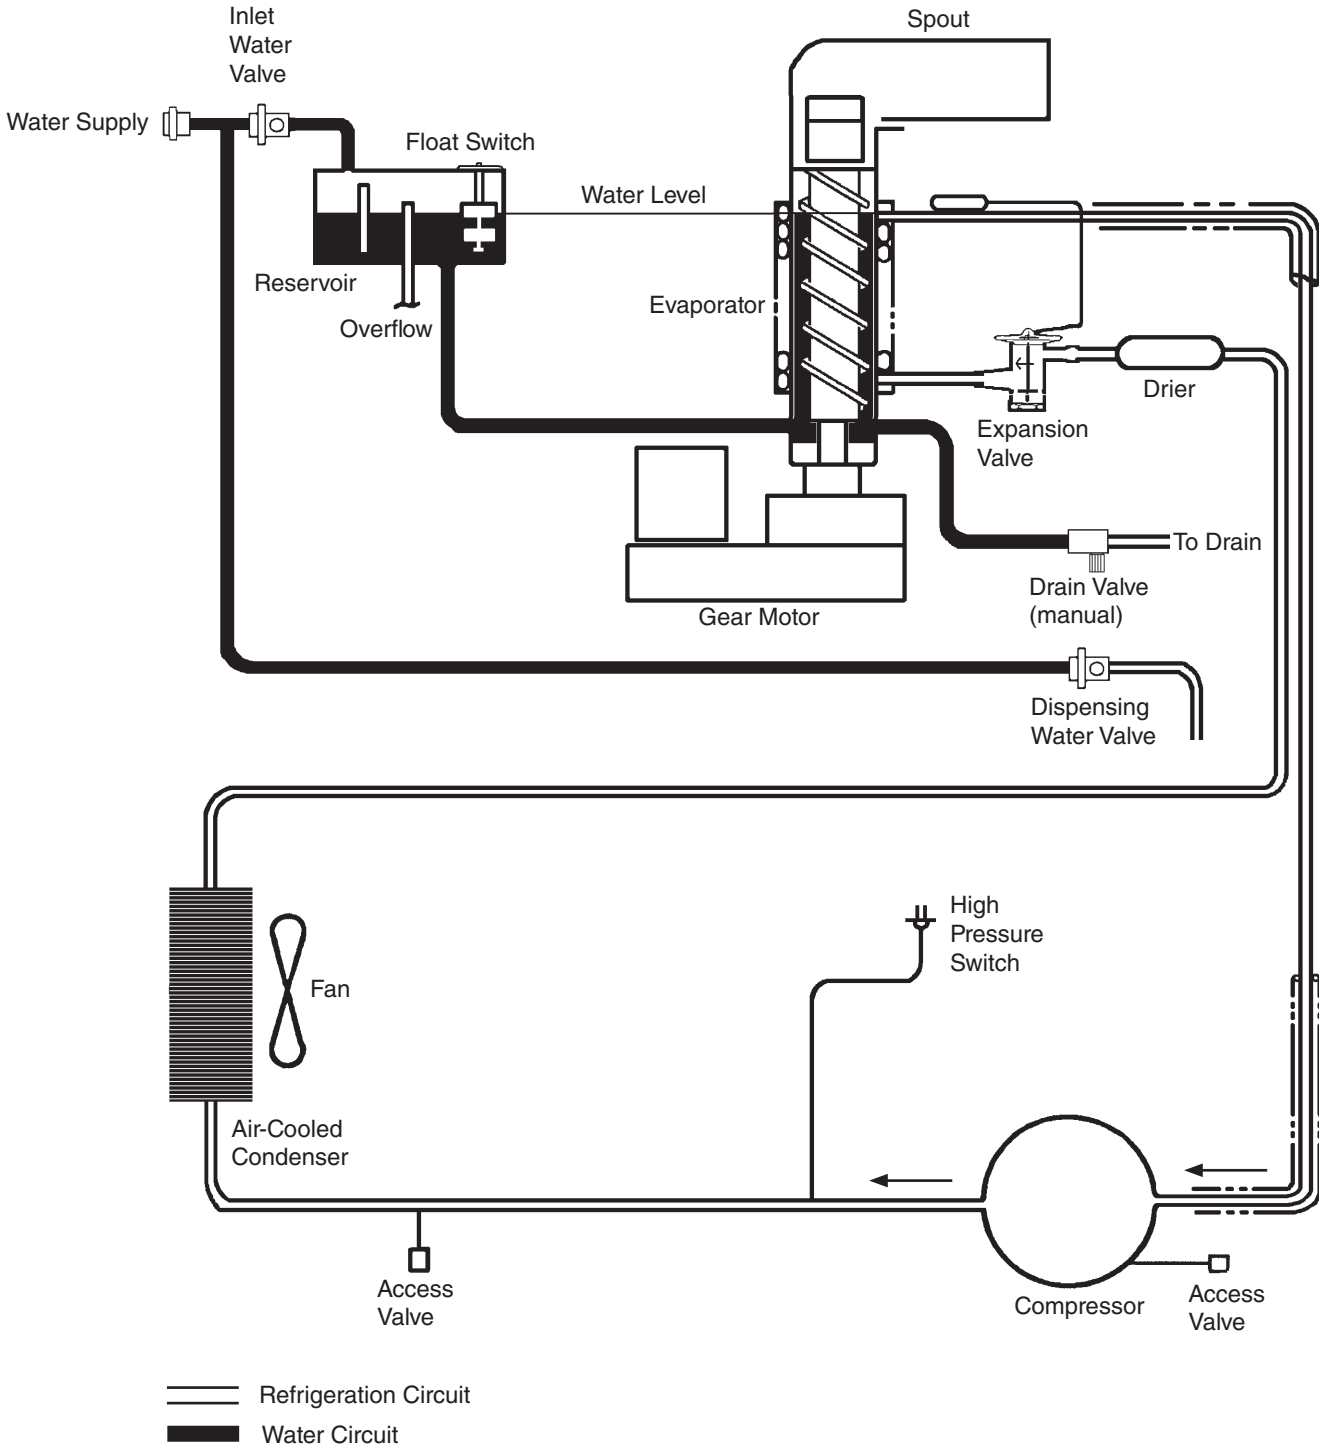 Inlet
Water
Valve
Spout
Water Supply
Float Switch
Water Level
Reservoir
Evaporator
Overflow
Drier
Expansion
Valve
To Drain
Drain Valve
(manual)
Gear Motor
Dispensing
Water Valve
High
Pressure
Switch
Fan
Air-Cooled
Condenser
Access
Valve
Compressor
Access
Valve
Refrigeration Circuit
Water Circuit